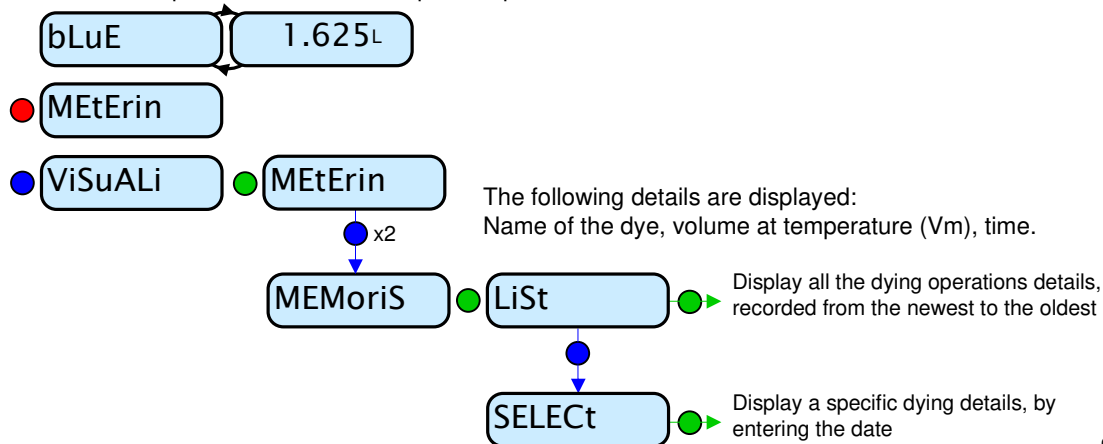 bLuE 1.625L
MEtErin
ViSuALi MEtErin
The following details are displayed:
Name of the dye, volume at temperature (Vm), time.
x2
MEMoriS LiSt
Display all the dying operations details,
recorded from the newest to the oldest
SELECt
Display a specific dying details, by
entering the date